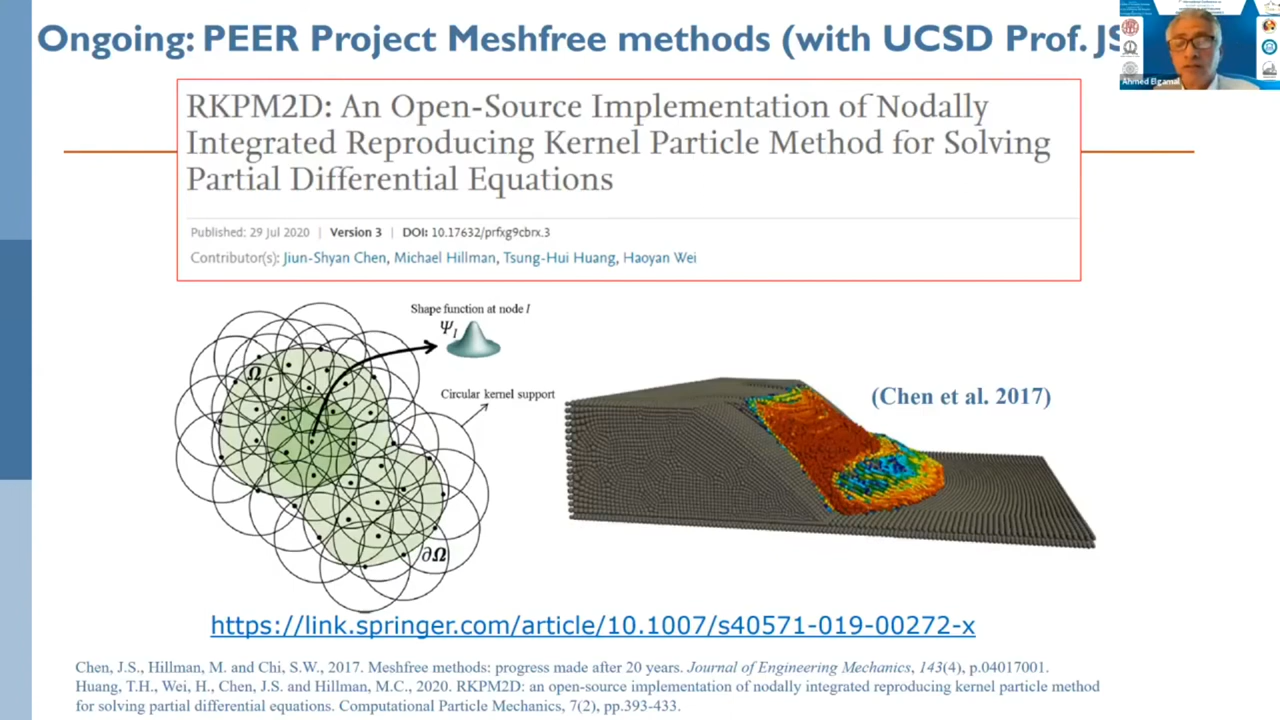 Ongoing: PEER Project Meshfree methods (with UCSD Prof. JS
Ahmed Elgamal
RKPM2D: An Open-Source Implementation of Nodally
Integrated Reproducing Kernel Particle Method for Solving
Partial Differential Equations
Published: 29 Jul 2020 | Version 3 | DOI: 10.17632/prfxg9cbrx.3
Contributor(s): Jiun-Shyan Chen, Michael Hillman, Tsung-Hui Huang, Haoyan Wei
Shape function at node I
Ψ_I
Ω
Circular kernel support
∂Ω
(Chen et al. 2017)
https://link.springer.com/article/10.1007/s40571-019-00272-x
Chen, J.S., Hillman, M. and Chi, S.W., 2017. Meshfree methods: progress made after 20 years. Journal of Engineering Mechanics, 143(4), p.04017001.
Huang, T.H., Wei, H., Chen, J.S. and Hillman, M.C., 2020. RKPM2D: an open-source implementation of nodally integrated reproducing kernel particle method
for solving partial differential equations. Computational Particle Mechanics, 7(2), pp.393-433.